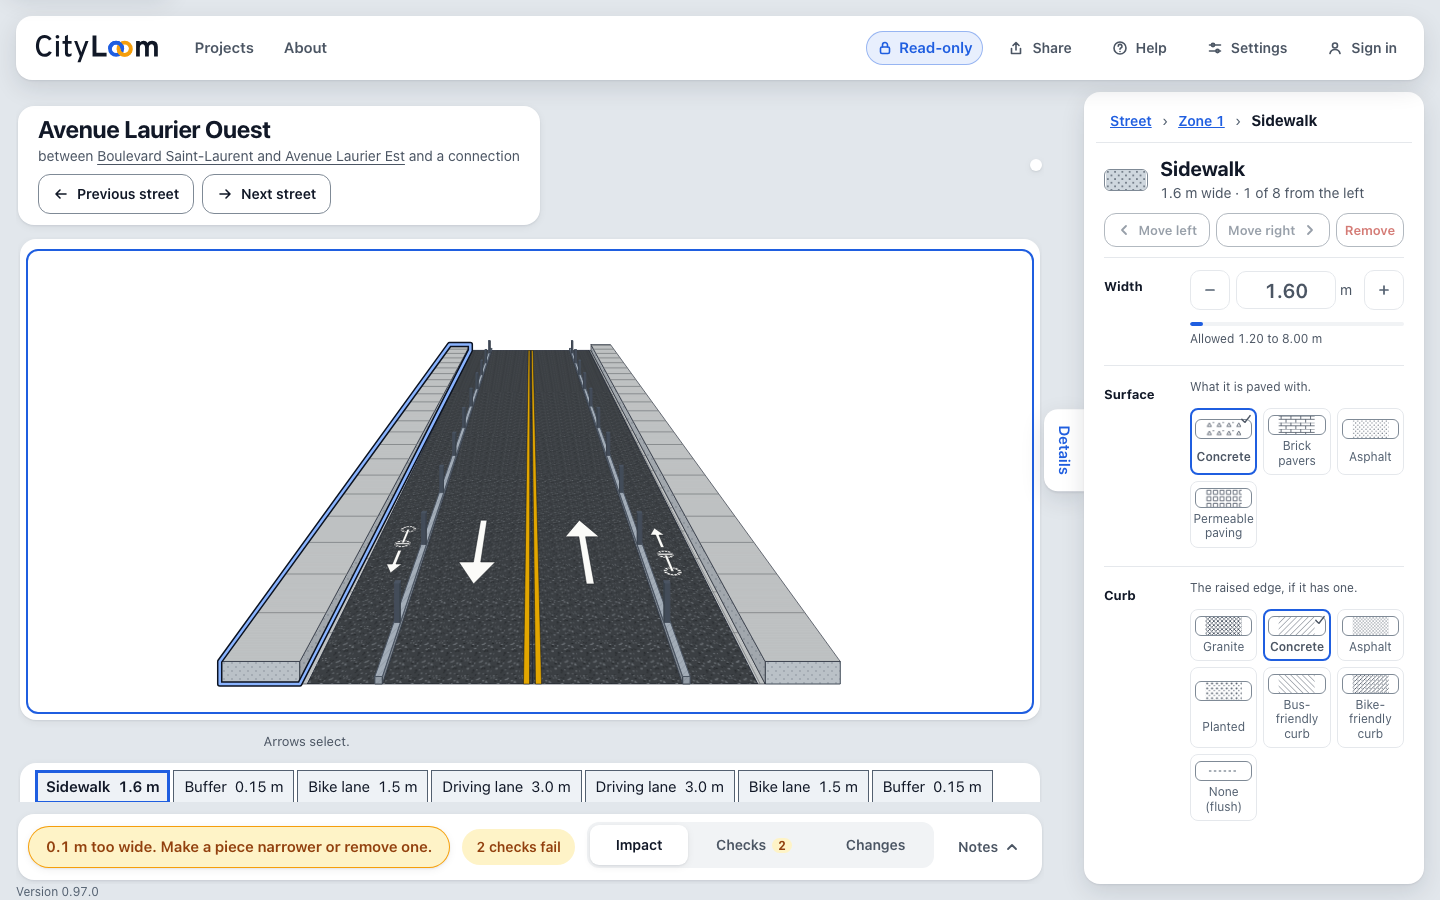 CityLoom
Projects
About
Read-only
Share
Help
Settings
Sign in
Avenue Laurier Ouest
between Boulevard Saint-Laurent and Avenue Laurier Est and a connection
Previous street
Next street
Arrows select.
Sidewalk 1.6 m
Buffer 0.15 m
Bike lane 1.5 m
Driving lane 3.0 m
Driving lane 3.0 m
Bike lane 1.5 m
Buffer 0.15 m
0.1 m too wide. Make a piece narrower or remove one.
2 checks fail
Impact
Checks 2
Changes
Notes
Version 0.97.0
Details
Street › Zone 1 › Sidewalk
Sidewalk
1.6 m wide · 1 of 8 from the left
Move left
Move right
Remove
Width
− 1.60 m +
Allowed 1.20 to 8.00 m
Surface
What it is paved with.
Concrete
Brick
pavers
Asphalt
Permeable
paving
Curb
The raised edge, if it has one.
Granite
Concrete
Asphalt
Planted
Bus-
friendly
curb
Bike-
friendly
curb
None
(flush)